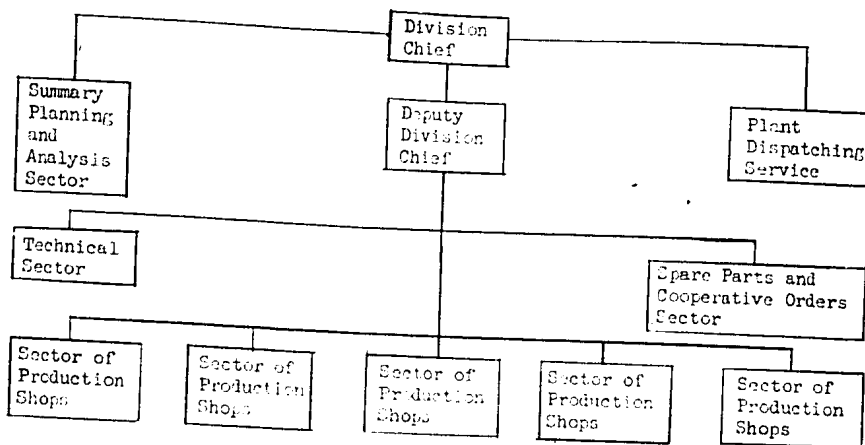 Division
Chief
Summary
Planning
and
Analysis
Sector
Deputy
Division
Chief
Plant
Dispatching
Service
Technical
Sector
Spare Parts and
Cooperative Orders
Sector
Sector of
Production
Shops
Sector of
Production
Shops
Sector of
Production
Shops
Sector of
Production
Shops
Sector of
Production
Shops